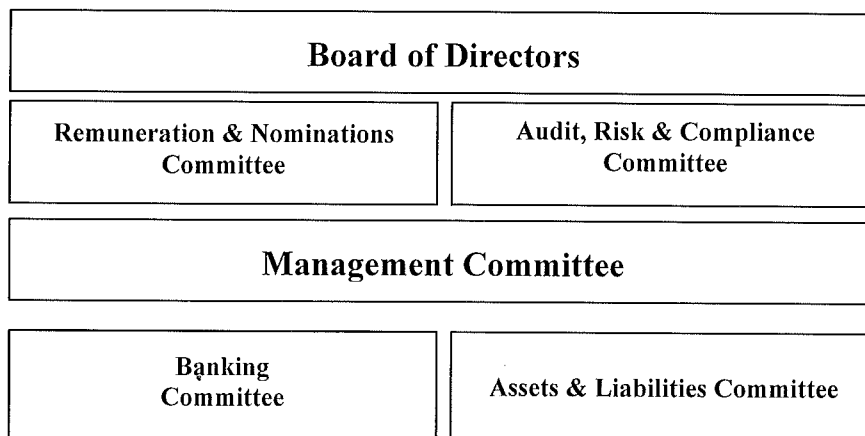 Board of Directors
Remuneration & Nominations
Committee
Audit, Risk & Compliance
Committee
Management Committee
Banking
Committee
Assets & Liabilities Committee